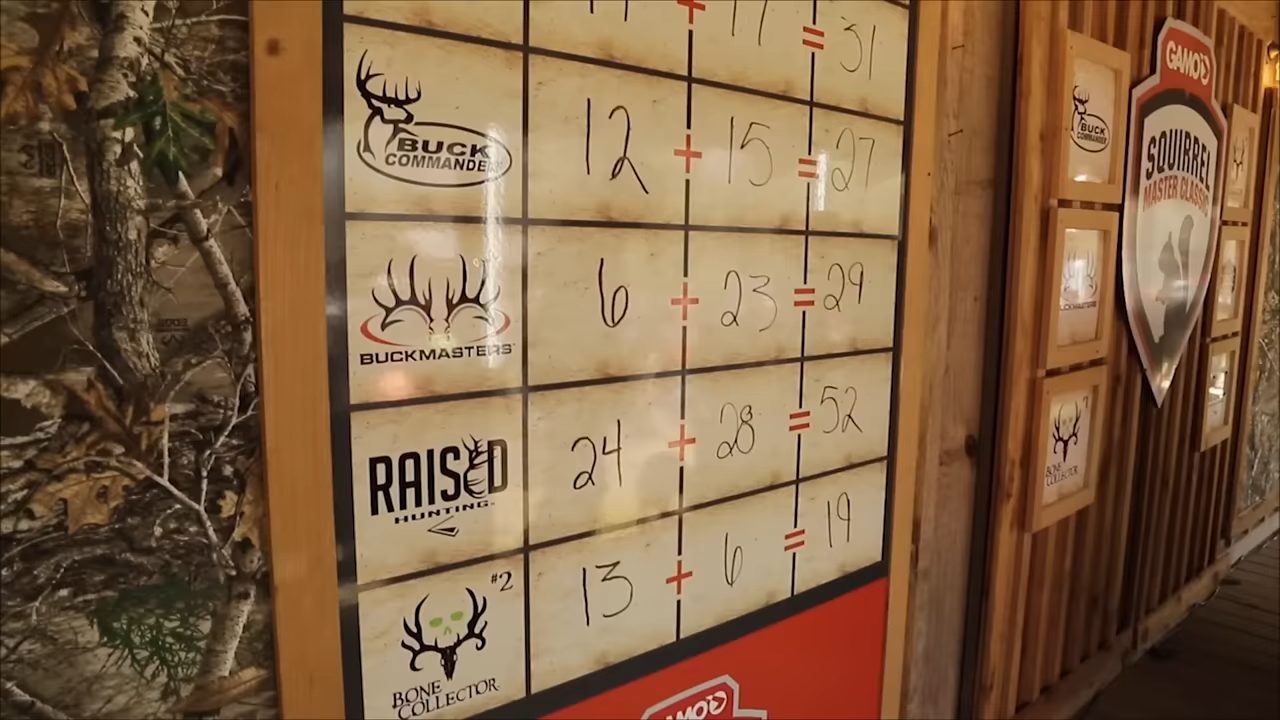 + 17 = 31
BUCK
COMMANDER
12 + 15 = 27
BUCKMASTERS
6 + 23 = 29
RAISED
HUNTING
24 + 28 = 52
#2
BONE
COLLECTOR
13 + 6 = 19
GAMO
GAMO
SQUIRREL
MASTER CLASSIC
BUCK
COMMANDER
BUCKMASTERS
BONE
COLLECTOR